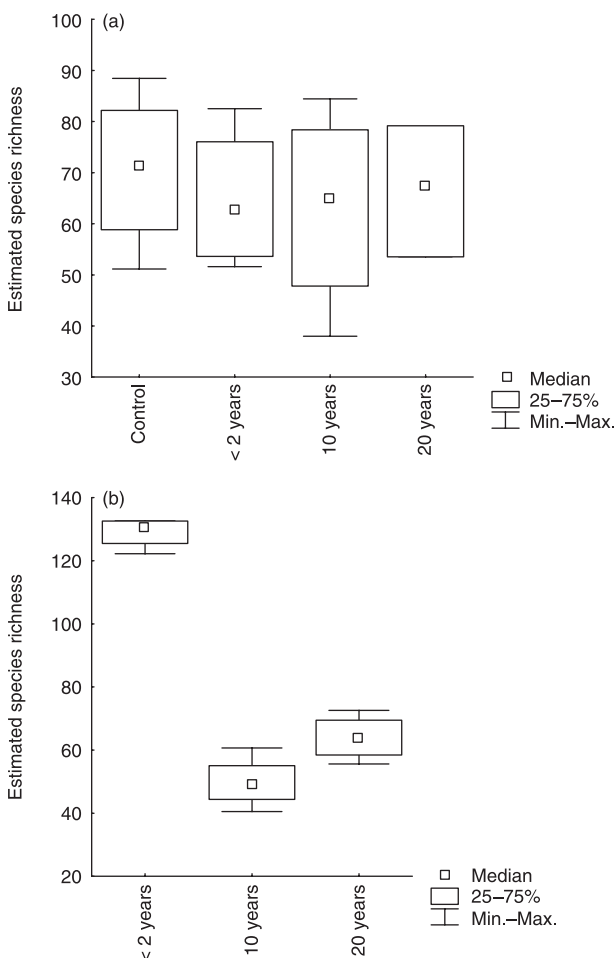 (a)
100
90
80
70
60
50
40
30
Estimated species richness
Control
< 2 years
10 years
20 years
Median
25–75%
Min.–Max.
(b)
140
120
100
80
60
40
20
Estimated species richness
< 2 years
10 years
20 years
Median
25–75%
Min.–Max.